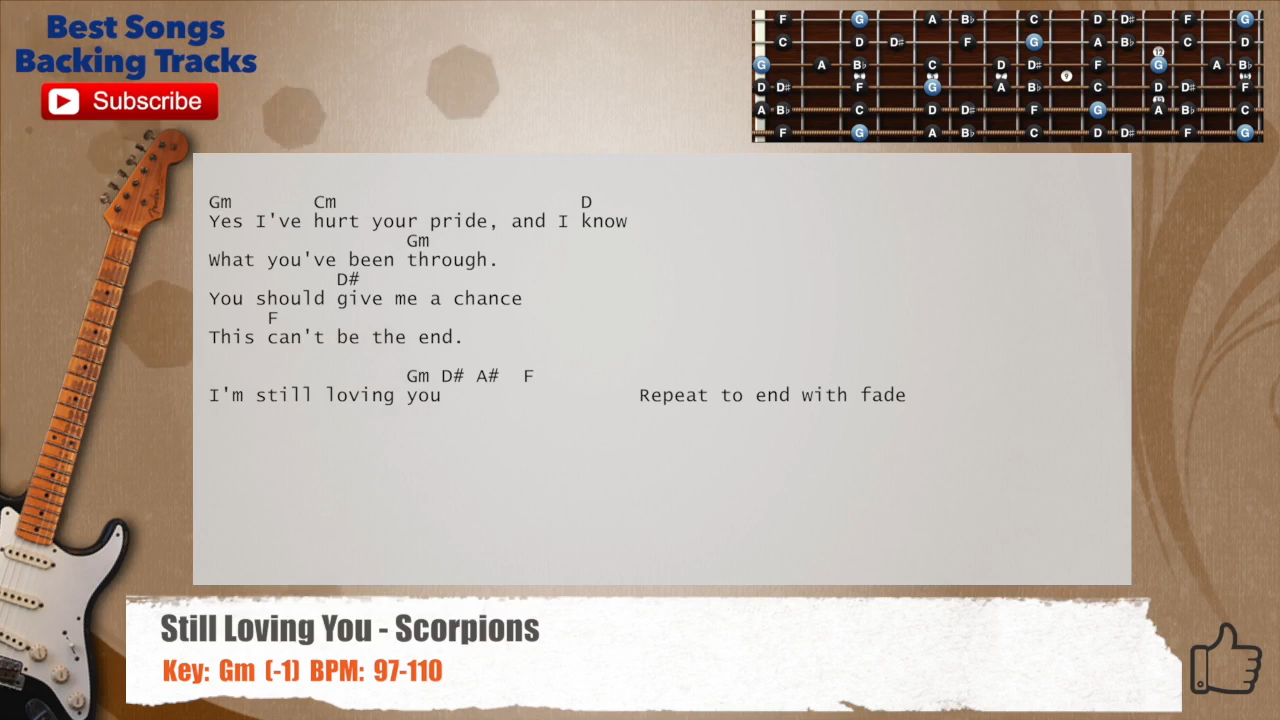 Best Songs
Backing Tracks
Subscribe
F G A B♭ C D D# F G
C D D# F G A B♭ C D
G A B♭ C D D# F G A B♭
D D# F G A B♭ C D D# F
A B♭ C D D# F G A B♭ C
F G A B♭ C D D# F G
Gm Cm D
Yes I've hurt your pride, and I know
Gm
What you've been through.
D#
You should give me a chance
F
This can't be the end.
Gm D# A# F
I'm still loving you Repeat to end with fade
Still Loving You - Scorpions
Key: Gm (-1) BPM: 97-110